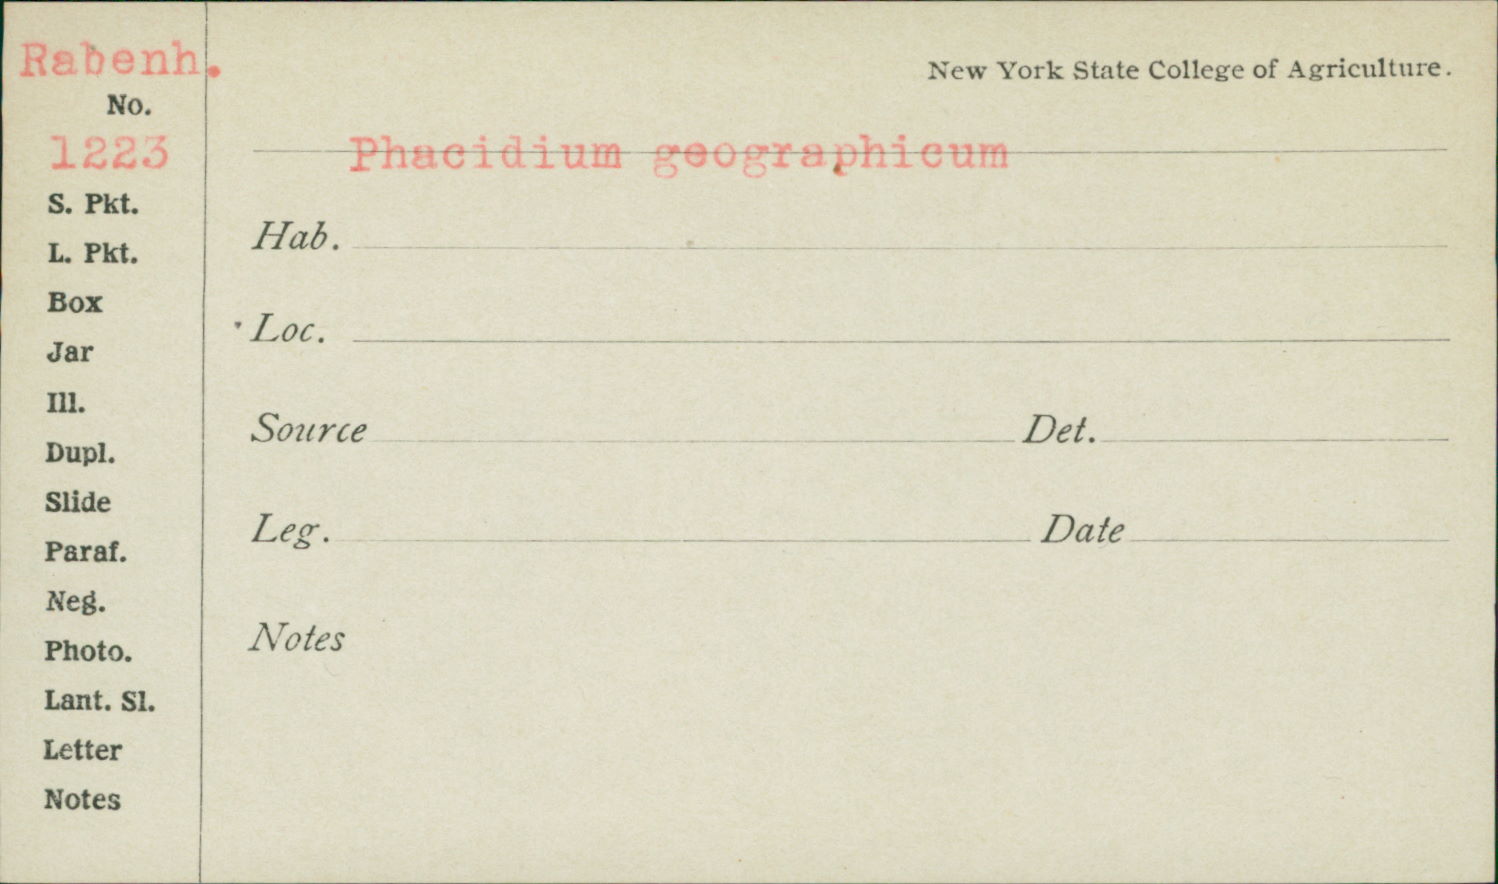 Rabenh.
No.
1223
S. Pkt.
L. Pkt.
Box
Jar
Ill.
Dupl.
Slide
Paraf.
Neg.
Photo.
Lant. Sl.
Letter
Notes
New York State College of Agriculture.
Phacidium geographicum
Hab.
Loc.
Source Det.
Leg. Date
Notes